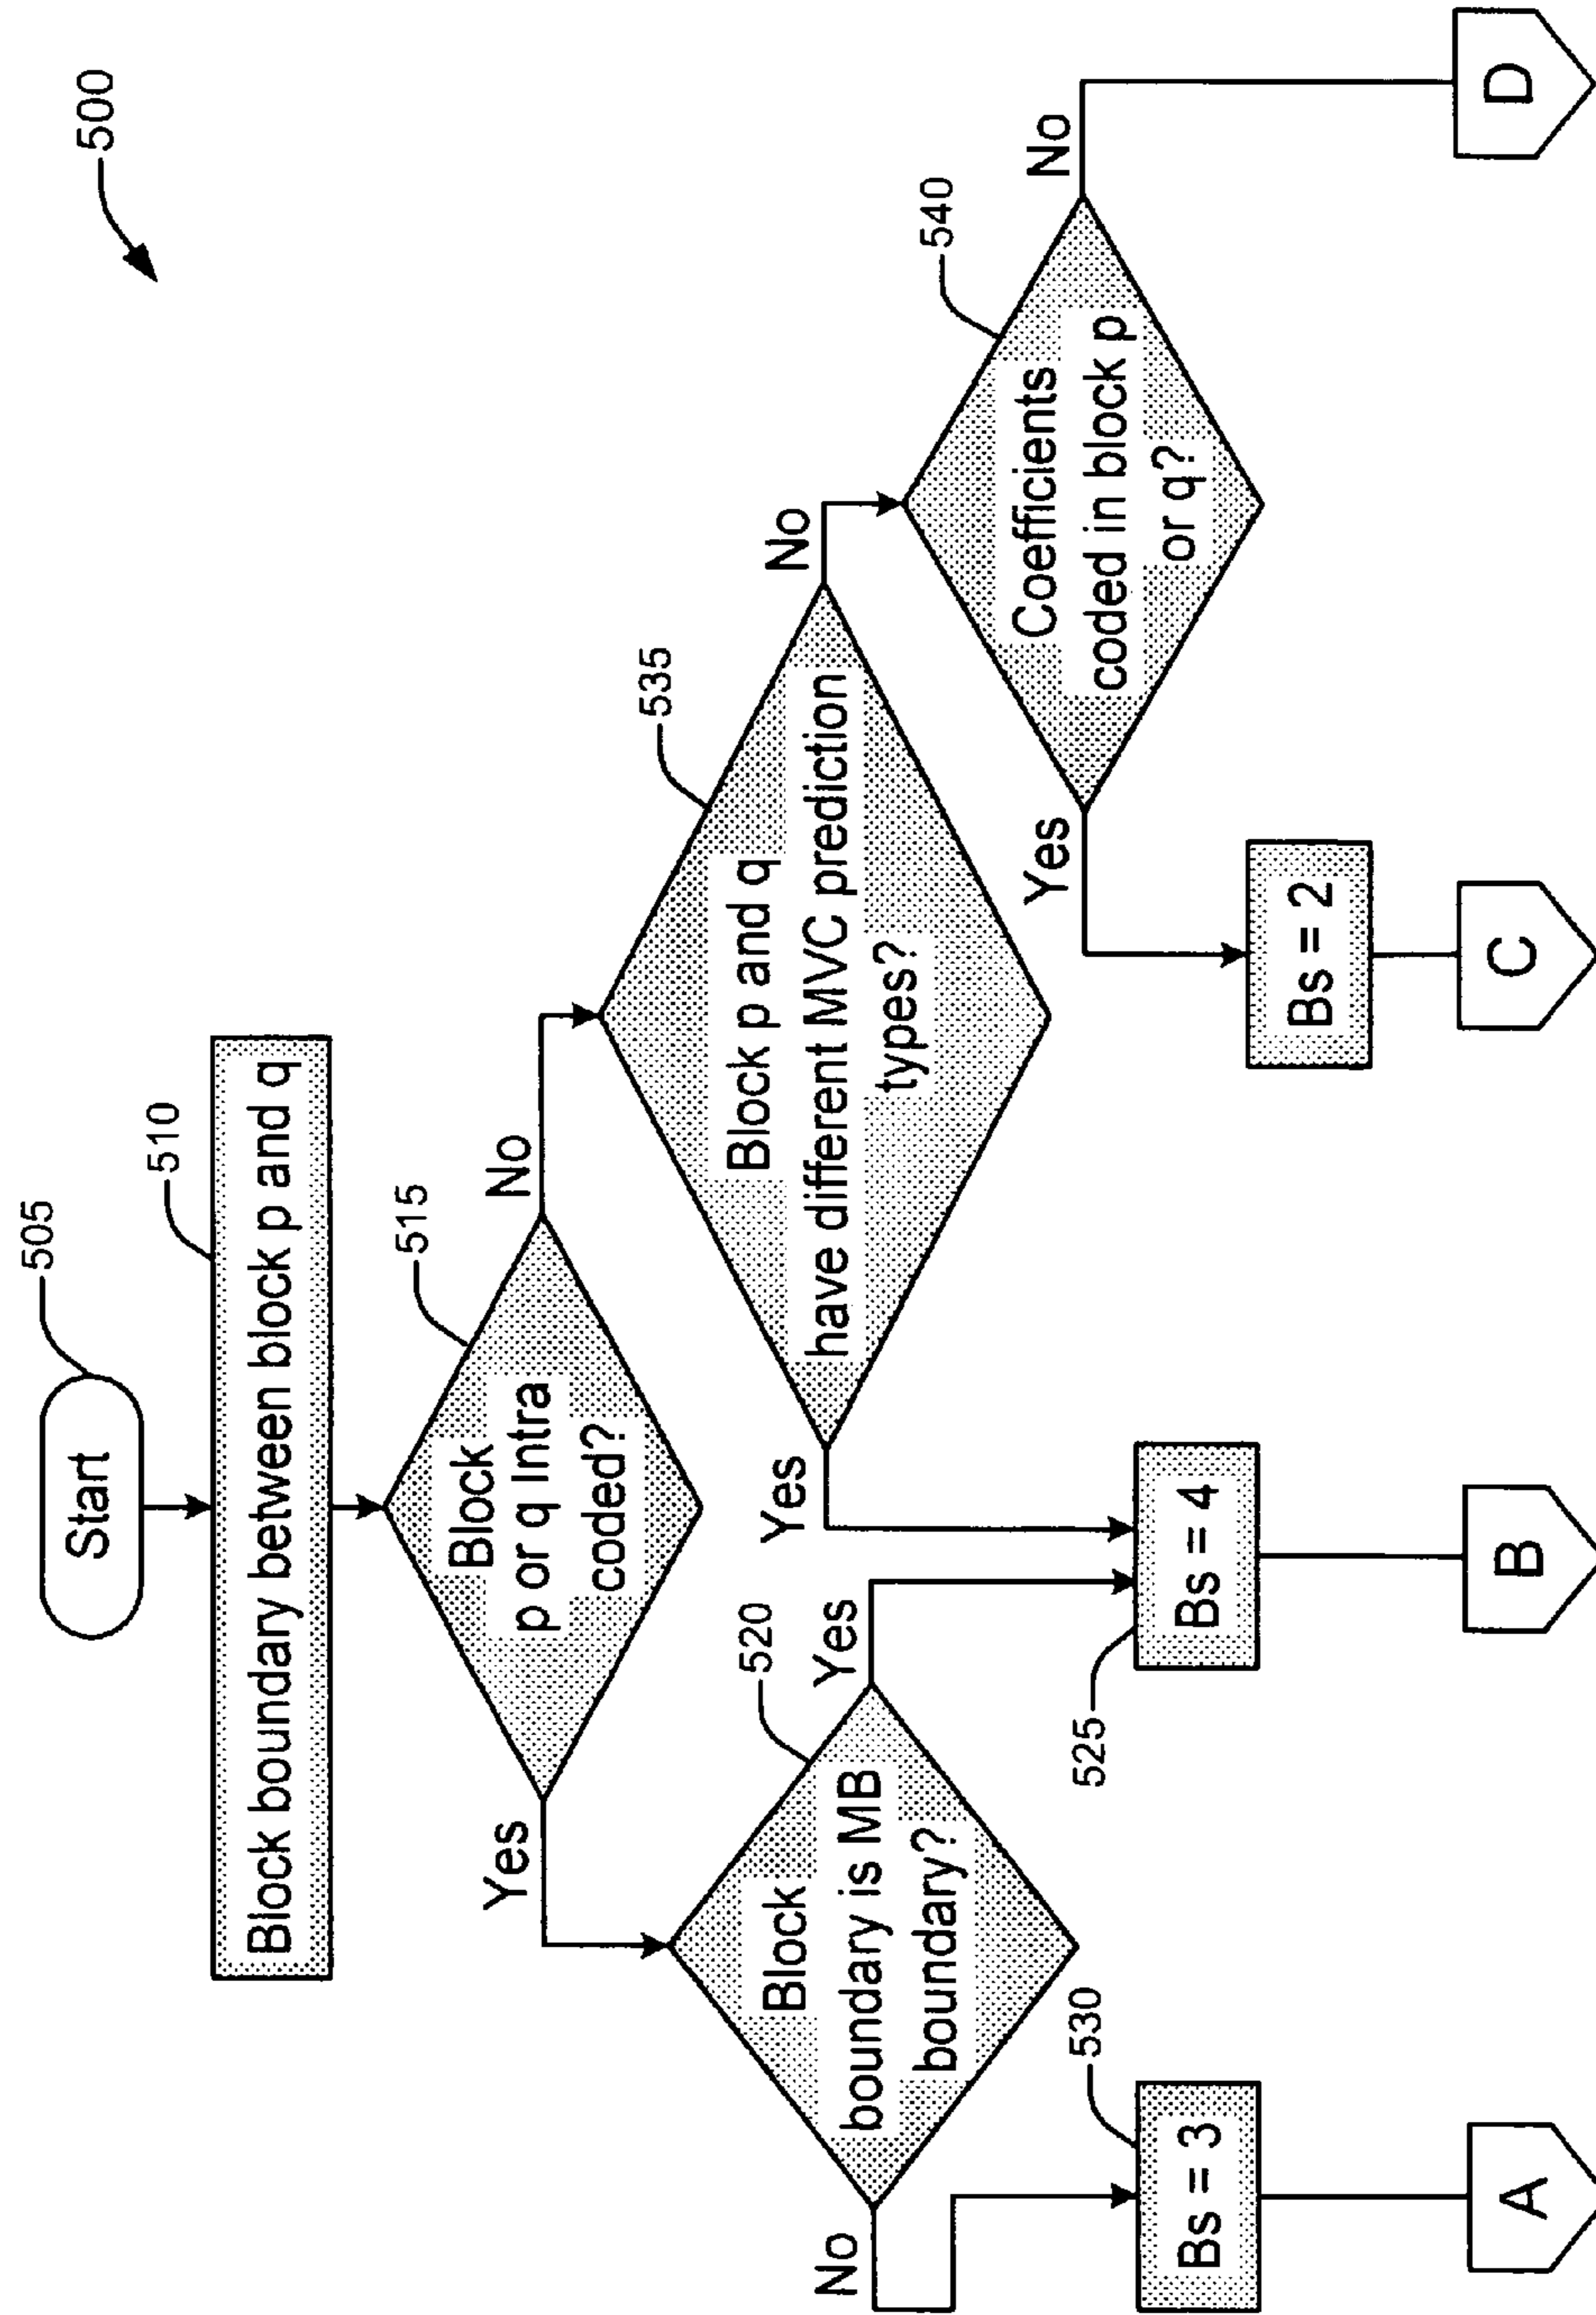 500
505
Start
510
Block boundary between block p and q
515
Block
p or q Intra
coded?
Yes
No
520
Block
boundary is MB
boundary?
No
Yes
535
Block p and q
have different MVC prediction
types?
Yes
No
540
Coefficients
coded in block p
or q?
Yes
No
530
Bs = 3
525
Bs = 4
Bs = 2
A
B
C
D